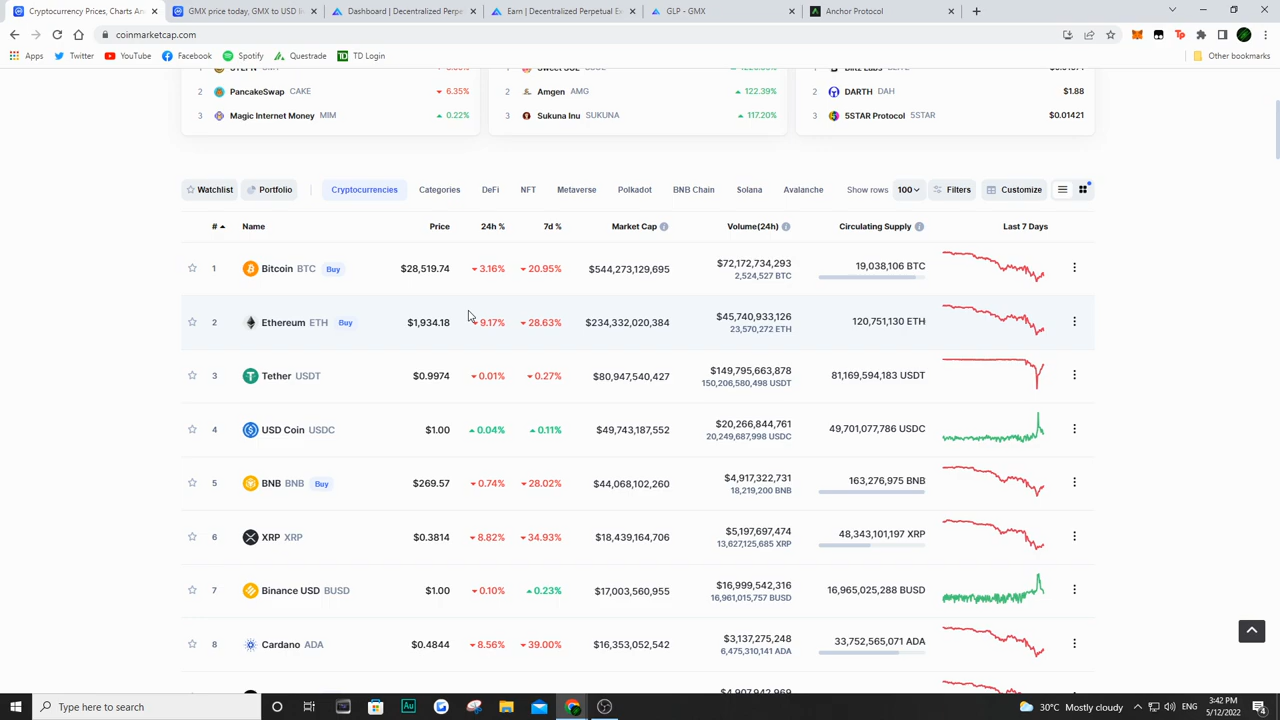 Cryptocurrency Prices, Charts An
GMX price today, GMX to USD li
Dashboard | Decentralized Perpe
Earn | Decentralized Perpetual E
GLP - GMX
Anchor Protocol
coinmarketcap.com
Apps
Twitter
YouTube
Facebook
Spotify
Questrade
TD Login
Other bookmarks
2 PancakeSwap CAKE 6.35%
3 Magic Internet Money MIM 0.22%
2 Amgen AMG 122.39%
3 Sukuna Inu SUKUNA 117.20%
2 DARTH DAH $1.88
3 5STAR Protocol 5STAR $0.01421
Watchlist Portfolio Cryptocurrencies Categories DeFi NFT Metaverse Polkadot BNB Chain Solana Avalanche Show rows 100 Filters Customize
# Name Price 24h % 7d % Market Cap Volume(24h) Circulating Supply Last 7 Days
1 Bitcoin BTC Buy $28,519.74 3.16% 20.95% $544,273,129,695 $72,172,734,293 19,038,106 BTC
2,524,527 BTC
2 Ethereum ETH Buy $1,934.18 9.17% 28.63% $234,332,020,384 $45,740,933,126 120,751,130 ETH
23,570,272 ETH
3 Tether USDT $0.9974 0.01% 0.27% $80,947,540,427 $149,795,663,878 81,169,594,183 USDT
150,206,580,498 USDT
4 USD Coin USDC $1.00 0.04% 0.11% $49,743,187,552 $20,266,844,761 49,701,077,786 USDC
20,249,687,998 USDC
5 BNB BNB Buy $269.57 0.74% 28.02% $44,068,102,260 $4,917,322,731 163,276,975 BNB
18,219,200 BNB
6 XRP XRP $0.3814 8.82% 34.93% $18,439,164,706 $5,197,697,474 48,343,101,197 XRP
13,627,125,685 XRP
7 Binance USD BUSD $1.00 0.10% 0.23% $17,003,560,955 $16,999,542,316 16,965,025,288 BUSD
16,961,015,757 BUSD
8 Cardano ADA $0.4844 8.56% 39.00% $16,353,052,542 $3,137,275,248 33,752,565,071 ADA
6,475,310,141 ADA
Type here to search
30°C Mostly cloudy
ENG
3:42 PM
5/12/2022